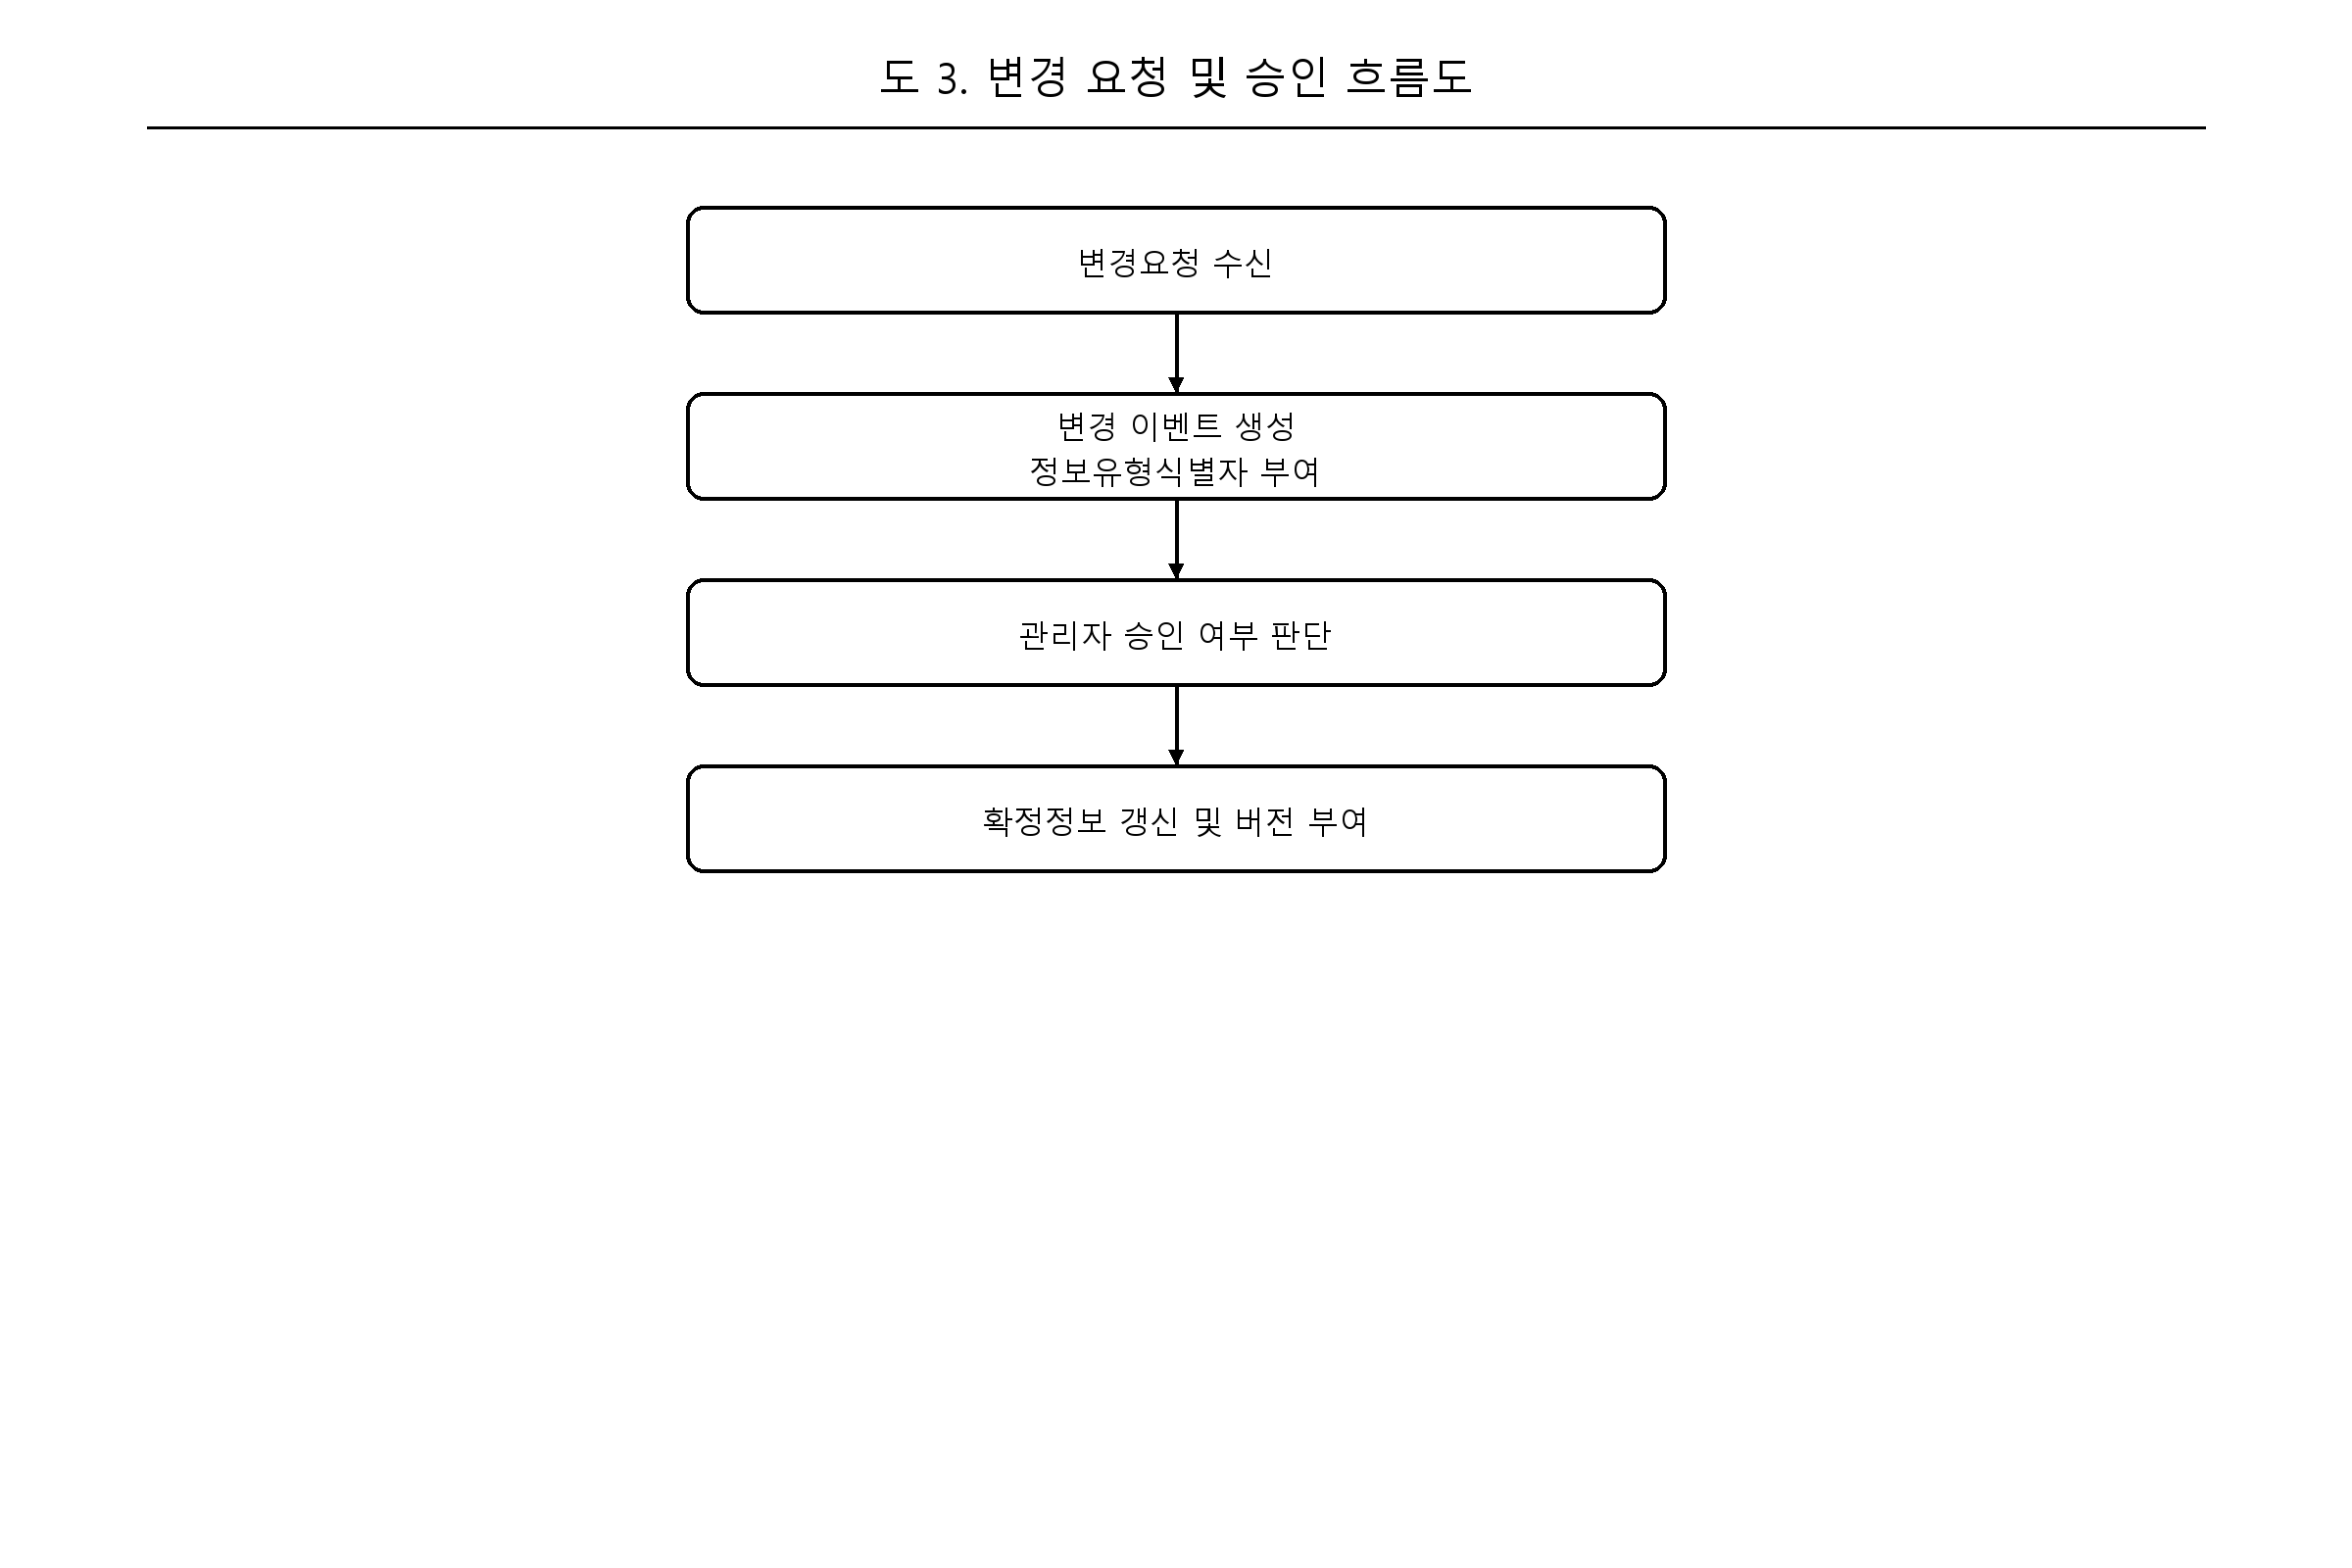 도 3. 변경 요청 및 승인 흐름도
변경요청 수신
변경 이벤트 생성
정보유형식별자 부여
관리자 승인 여부 판단
확정정보 갱신 및 버전 부여